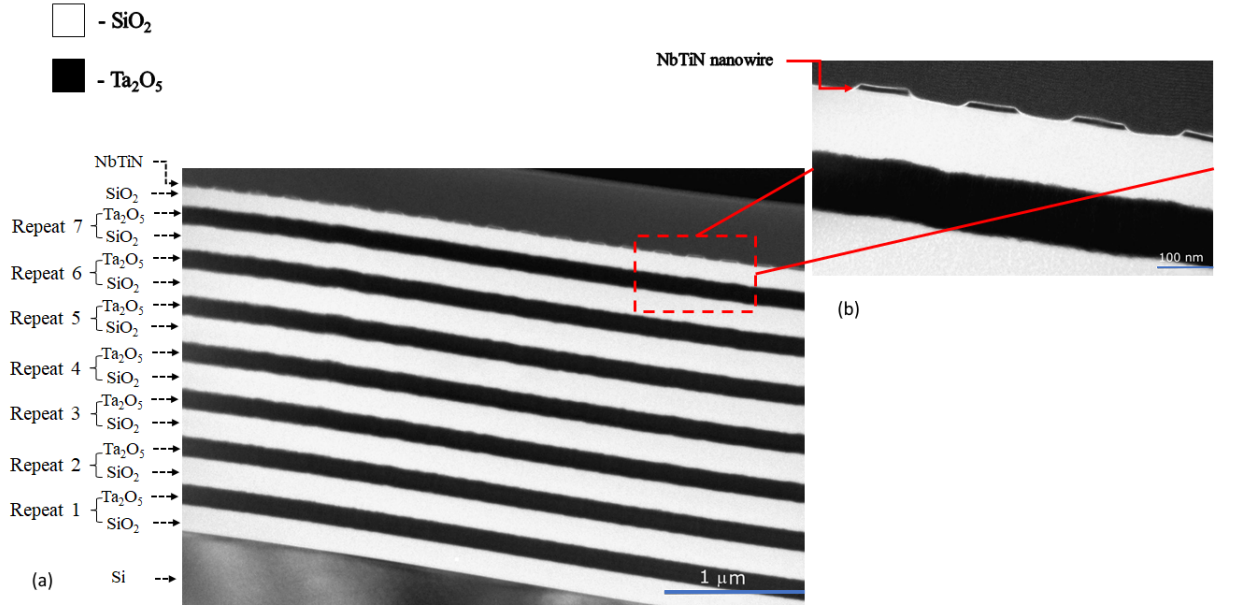 - SiO₂
- Ta₂O₅
NbTiN nanowire
NbTiN
SiO₂
Repeat 7
Ta₂O₅
SiO₂
Repeat 6
Ta₂O₅
SiO₂
Repeat 5
Ta₂O₅
SiO₂
Repeat 4
Ta₂O₅
SiO₂
Repeat 3
Ta₂O₅
SiO₂
Repeat 2
Ta₂O₅
SiO₂
Repeat 1
Ta₂O₅
SiO₂
Si
(a)
1 μm
100 nm
(b)